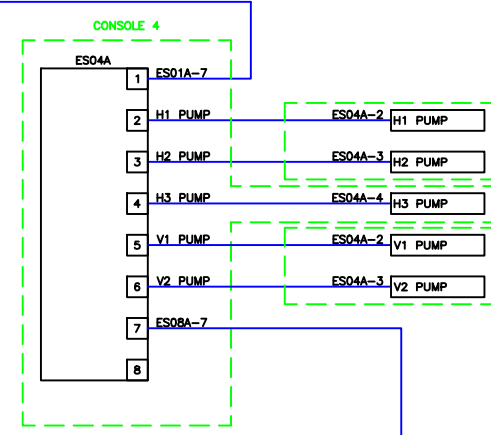 CONSOLE 4
ES04A
1 ES01A-7
2 H1 PUMP ES04A-2 H1 PUMP
3 H2 PUMP ES04A-3 H2 PUMP
4 H3 PUMP ES04A-4 H3 PUMP
5 V1 PUMP ES04A-2 V1 PUMP
6 V2 PUMP ES04A-3 V2 PUMP
7 ES08A-7
8